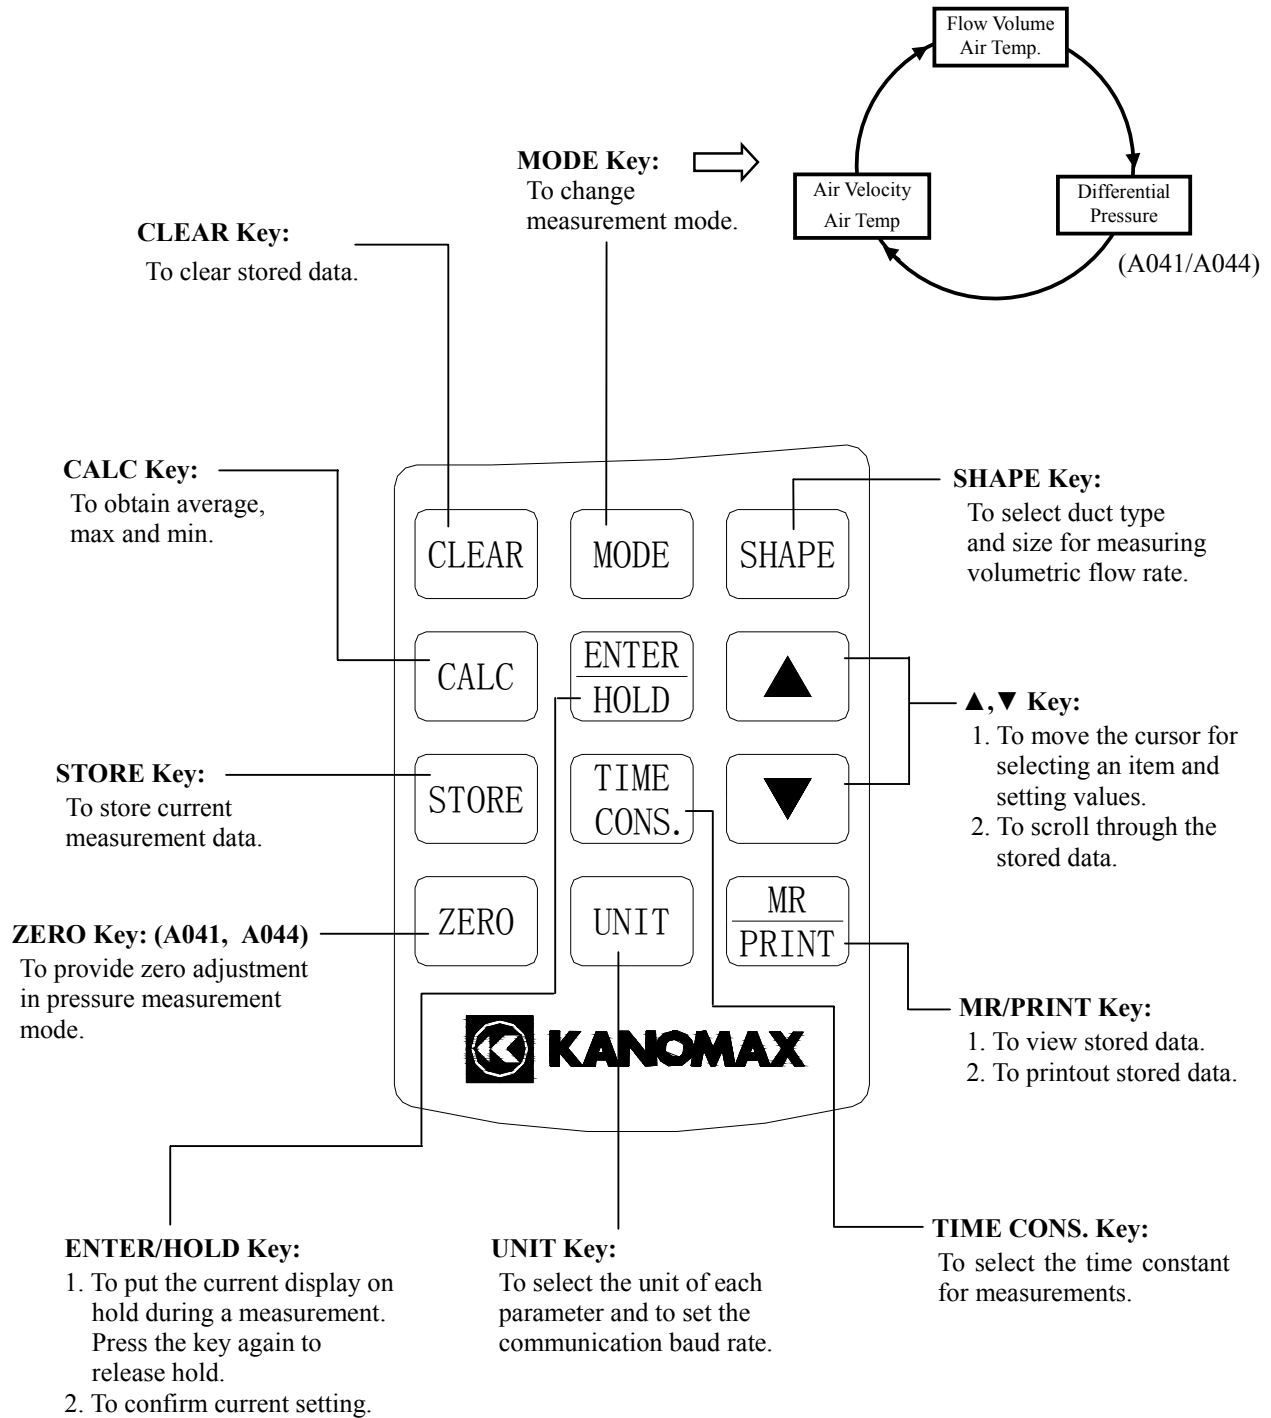 Flow Volume
Air Temp.
MODE Key:
To change
measurement mode.
Air Velocity
Air Temp
Differential
Pressure
(A041/A044)
CLEAR Key:
To clear stored data.
CALC Key:
To obtain average,
max and min.
SHAPE Key:
To select duct type
and size for measuring
volumetric flow rate.
CLEAR
MODE
SHAPE
CALC
ENTER
HOLD
▲
STORE
TIME
CONS.
▼
ZERO
UNIT
MR
PRINT
KANOMAX
STORE Key:
To store current
measurement data.
▲,▼ Key:
1. To move the cursor for
selecting an item and
setting values.
2. To scroll through the
stored data.
ZERO Key: (A041, A044)
To provide zero adjustment
in pressure measurement
mode.
MR/PRINT Key:
1. To view stored data.
2. To printout stored data.
ENTER/HOLD Key:
1. To put the current display on
hold during a measurement.
Press the key again to
release hold.
2. To confirm current setting.
UNIT Key:
To select the unit of each
parameter and to set the
communication baud rate.
TIME CONS. Key:
To select the time constant
for measurements.